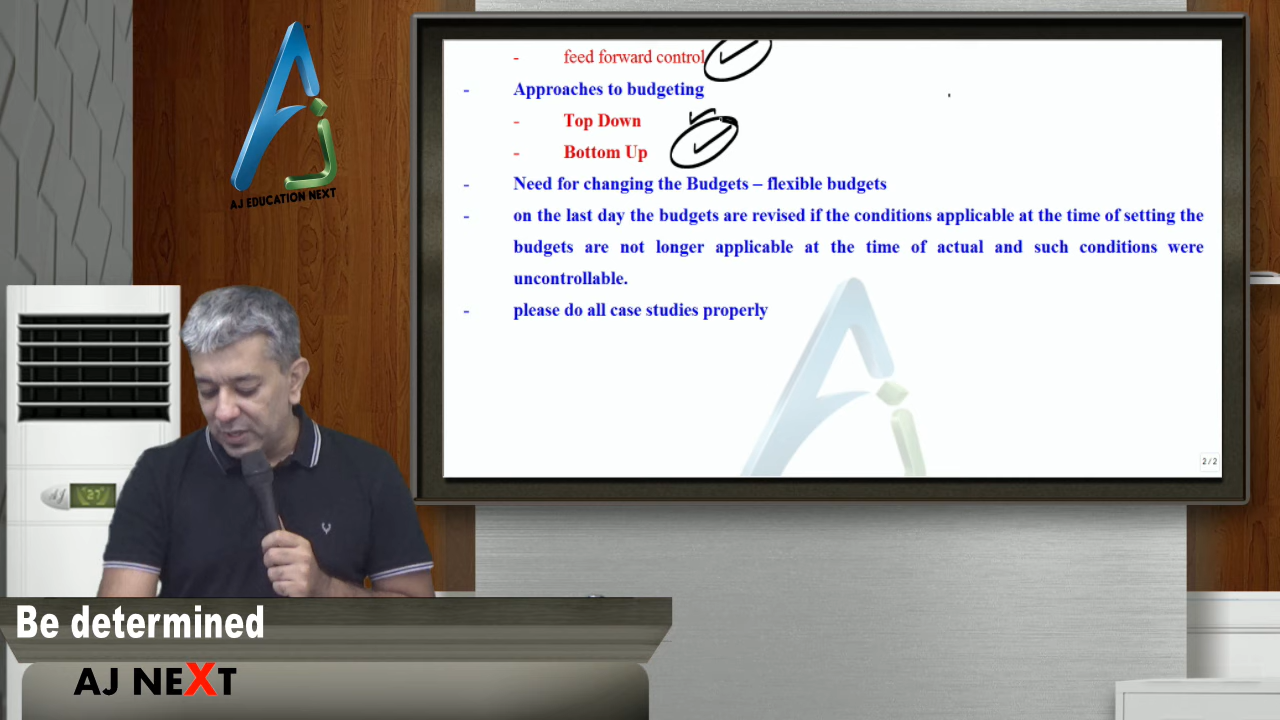 - feed forward control
- Approaches to budgeting
- Top Down
- Bottom Up
- Need for changing the Budgets – flexible budgets
- on the last day the budgets are revised if the conditions applicable at the time of setting the
budgets are not longer applicable at the time of actual and such conditions were
uncontrollable.
- please do all case studies properly
2/2
AJ EDUCATION NEXT
AJ
"27"
Be determined
AJ NEXT